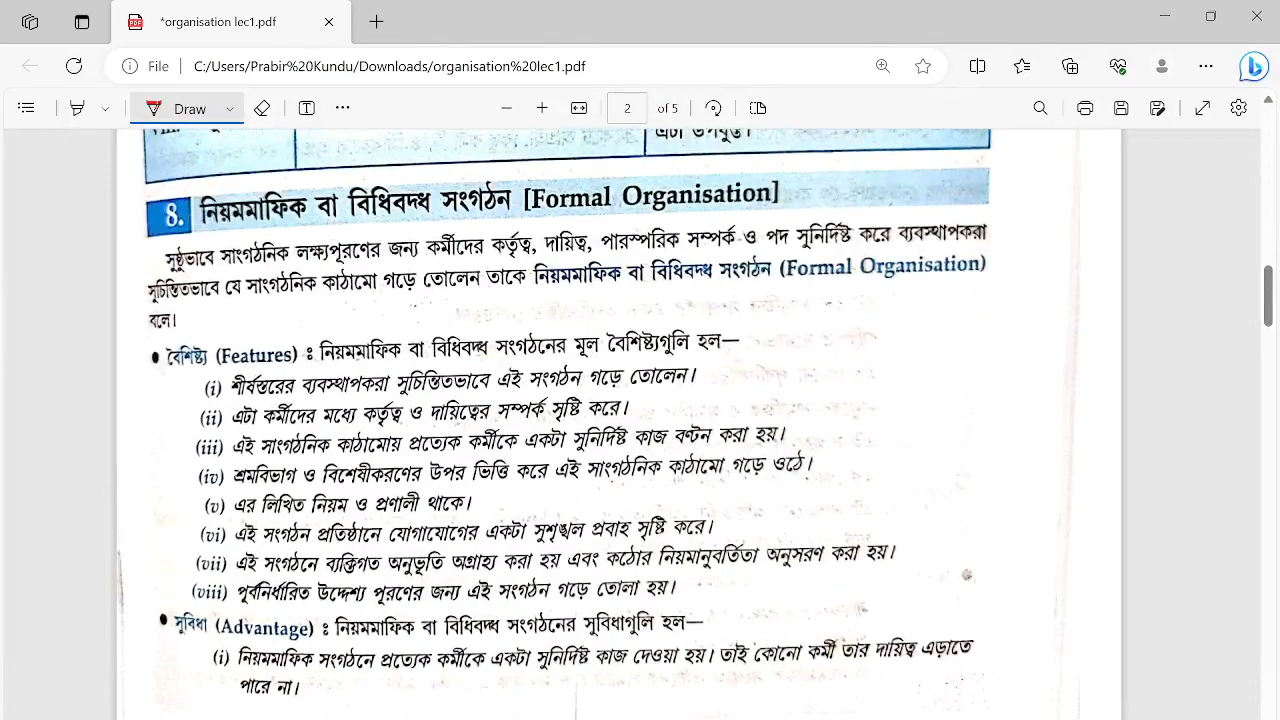 *organisation lec1.pdf
File | C:/Users/Prabir%20Kundu/Downloads/organisation%20lec1.pdf
Draw 2 of 5
এটা উপযুক্ত।
8. নিয়মমাফিক বা বিধিবদ্ধ সংগঠন [Formal Organisation]
সুষ্ঠুভাবে সাংগঠনিক লক্ষ্যপূরণের জন্য কর্মীদের কর্তৃত্ব, দায়িত্ব, পারস্পরিক সম্পর্ক ও পদ সুনির্দিষ্ট করে ব্যবস্থাপকরা
সুচিন্তিতভাবে যে সাংগঠনিক কাঠামো গড়ে তোলেন তাকে নিয়মমাফিক বা বিধিবদ্ধ সংগঠন (Formal Organisation)
বলে।
• বৈশিষ্ট্য (Features) : নিয়মমাফিক বা বিধিবদ্ধ সংগঠনের মূল বৈশিষ্ট্যগুলি হল—
(i) শীর্ষস্তরের ব্যবস্থাপকরা সুচিন্তিতভাবে এই সংগঠন গড়ে তোলেন।
(ii) এটা কর্মীদের মধ্যে কর্তৃত্ব ও দায়িত্বের সম্পর্ক সৃষ্টি করে।
(iii) এই সাংগঠনিক কাঠামোয় প্রত্যেক কর্মীকে একটা সুনির্দিষ্ট কাজ বণ্টন করা হয়।
(iv) শ্রমবিভাগ ও বিশেষীকরণের উপর ভিত্তি করে এই সাংগঠনিক কাঠামো গড়ে ওঠে।
(v) এর লিখিত নিয়ম ও প্রণালী থাকে।
(vi) এই সংগঠন প্রতিষ্ঠানে যোগাযোগের একটা সুশৃঙ্খল প্রবাহ সৃষ্টি করে।
(vii) এই সংগঠনে ব্যক্তিগত অনুভূতি অগ্রাহ্য করা হয় এবং কঠোর নিয়মানুবর্তিতা অনুসরণ করা হয়।
(viii) পূর্বনির্ধারিত উদ্দেশ্য পূরণের জন্য এই সংগঠন গড়ে তোলা হয়।
• সুবিধা (Advantage) : নিয়মমাফিক বা বিধিবদ্ধ সংগঠনের সুবিধাগুলি হল—
(i) নিয়মমাফিক সংগঠনে প্রত্যেক কর্মীকে একটা সুনির্দিষ্ট কাজ দেওয়া হয়। তাই কোনো কর্মী তার দায়িত্ব এড়াতে
পারে না।